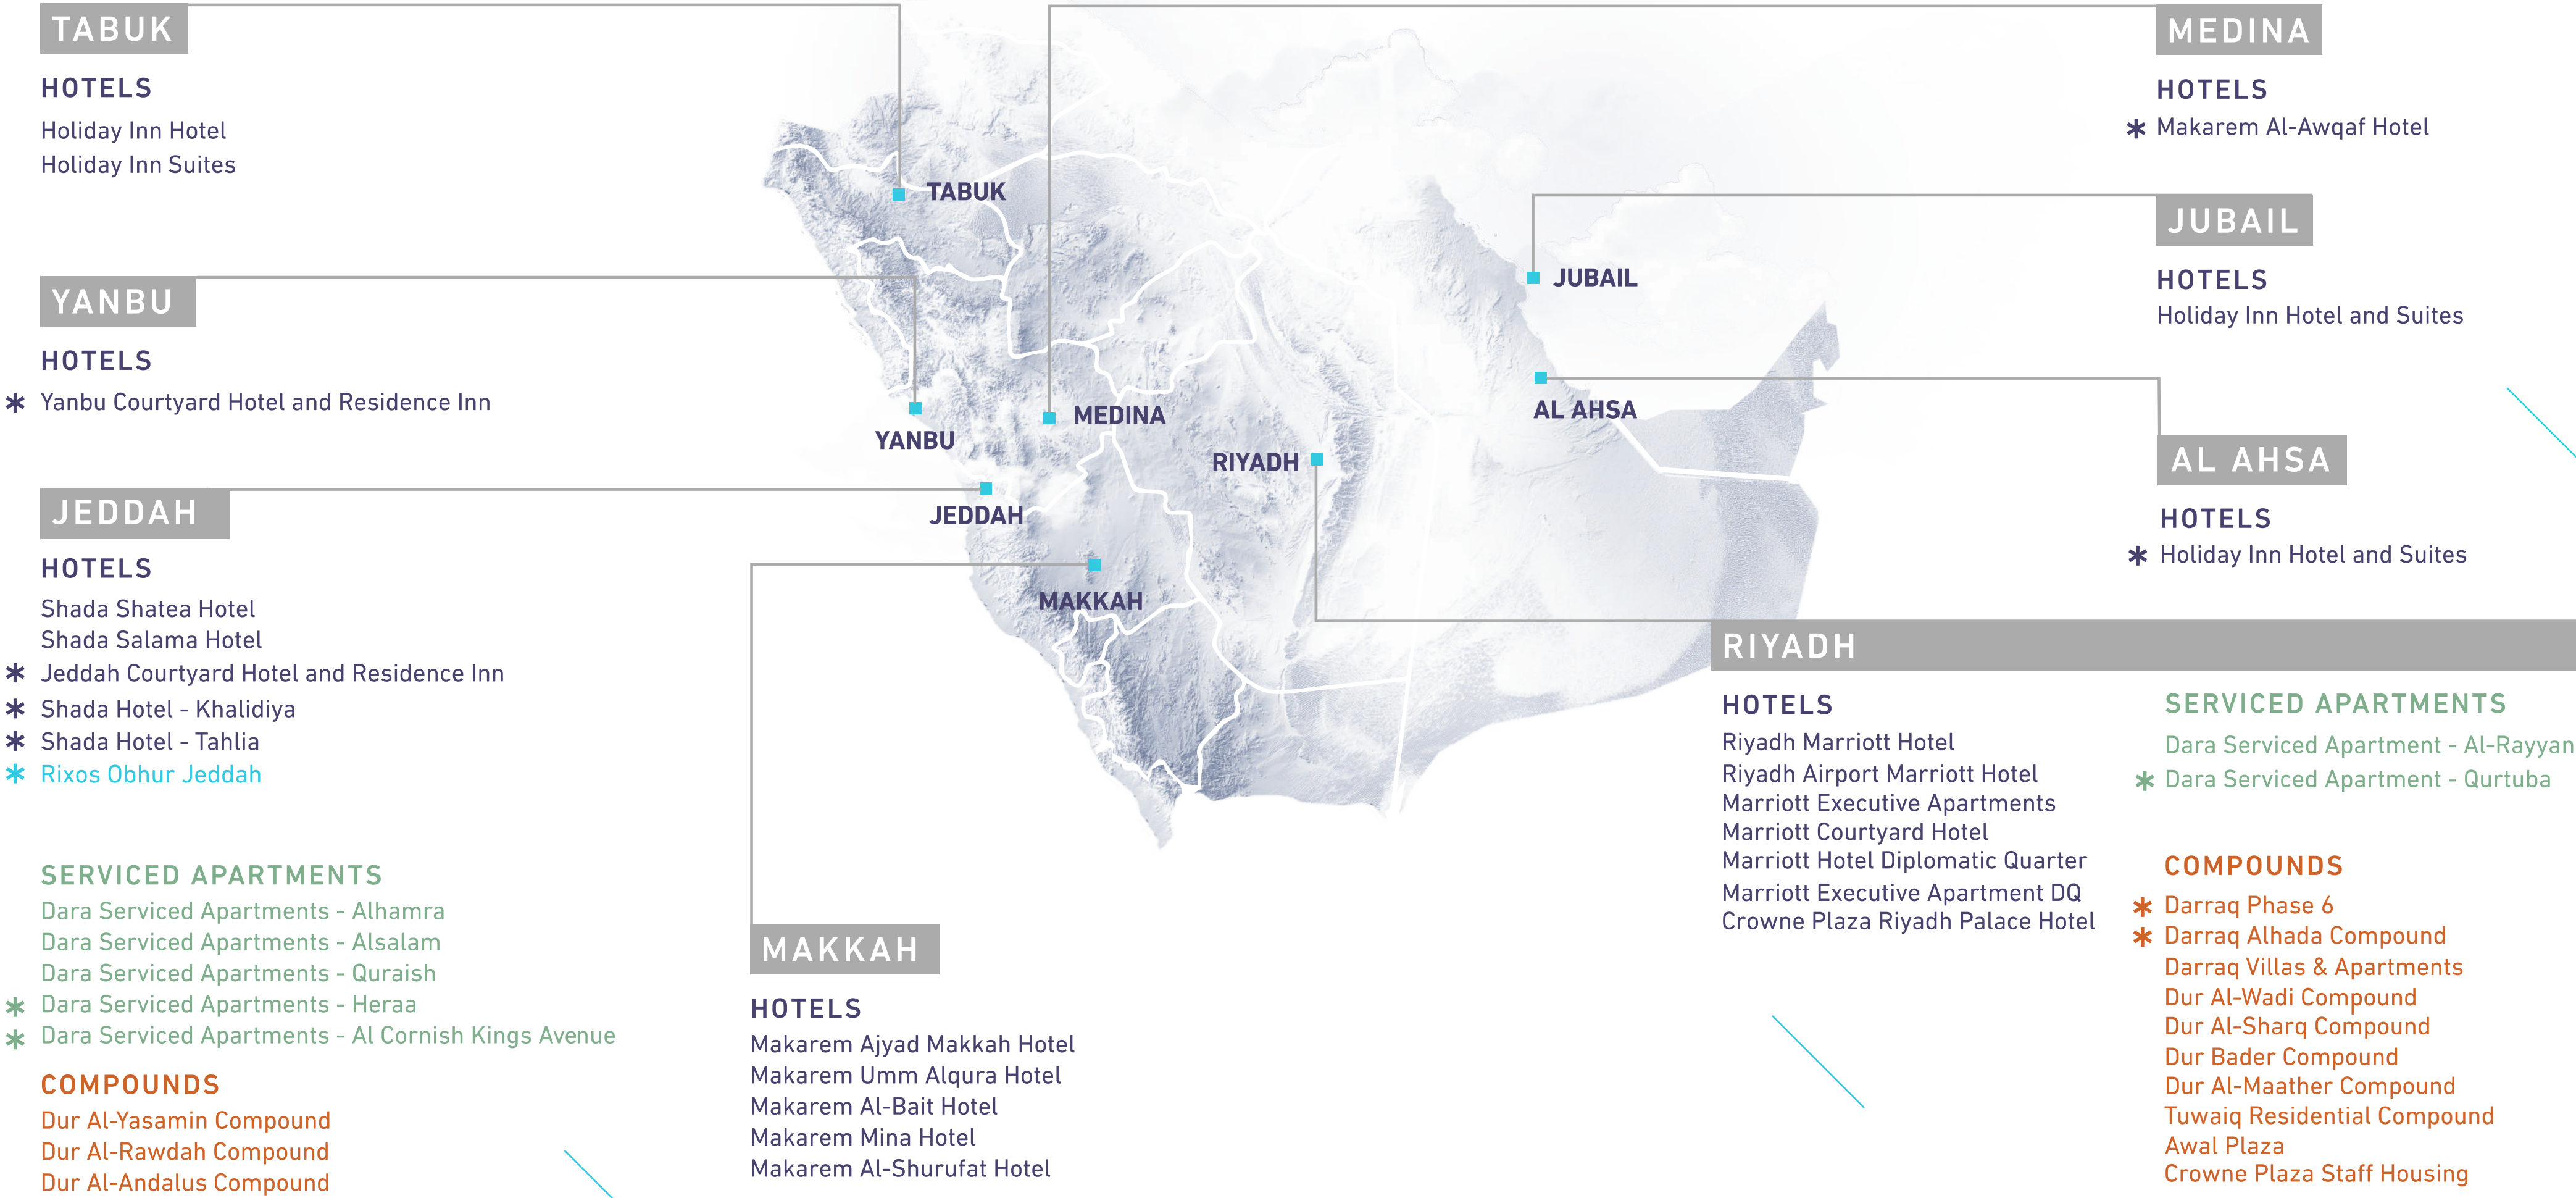 TABUK
HOTELS
Holiday Inn Hotel
Holiday Inn Suites
YANBU
HOTELS
* Yanbu Courtyard Hotel and Residence Inn
JEDDAH
HOTELS
Shada Shatea Hotel
Shada Salama Hotel
* Jeddah Courtyard Hotel and Residence Inn
* Shada Hotel - Khalidiya
* Shada Hotel - Tahlia
* Rixos Obhur Jeddah
SERVICED APARTMENTS
Dara Serviced Apartments - Alhamra
Dara Serviced Apartments - Alsalam
Dara Serviced Apartments - Quraish
* Dara Serviced Apartments - Heraa
* Dara Serviced Apartments - Al Cornish Kings Avenue
COMPOUNDS
Dur Al-Yasamin Compound
Dur Al-Rawdah Compound
Dur Al-Andalus Compound
TABUK
JUBAIL
AL AHSA
MEDINA
YANBU
RIYADH
JEDDAH
MAKKAH
MAKKAH
HOTELS
Makarem Ajyad Makkah Hotel
Makarem Umm Alqura Hotel
Makarem Al-Bait Hotel
Makarem Mina Hotel
Makarem Al-Shurufat Hotel
MEDINA
HOTELS
* Makarem Al-Awqaf Hotel
JUBAIL
HOTELS
Holiday Inn Hotel and Suites
AL AHSA
HOTELS
* Holiday Inn Hotel and Suites
RIYADH
HOTELS
Riyadh Marriott Hotel
Riyadh Airport Marriott Hotel
Marriott Executive Apartments
Marriott Courtyard Hotel
Marriott Hotel Diplomatic Quarter
Marriott Executive Apartment DQ
Crowne Plaza Riyadh Palace Hotel
SERVICED APARTMENTS
Dara Serviced Apartment - Al-Rayyan
* Dara Serviced Apartment - Qurtuba
COMPOUNDS
* Darraq Phase 6
* Darraq Alhada Compound
Darraq Villas & Apartments
Dur Al-Wadi Compound
Dur Al-Sharq Compound
Dur Bader Compound
Dur Al-Maather Compound
Tuwaiq Residential Compound
Awal Plaza
Crowne Plaza Staff Housing